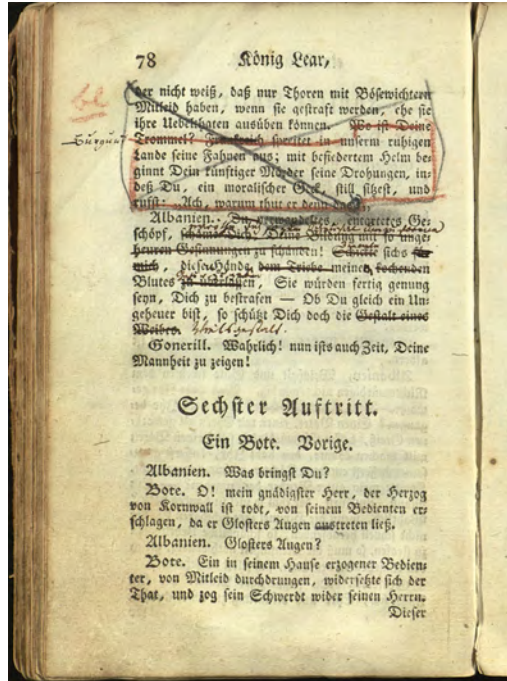 78 König Lear,
der nicht weiß, daß nur Thoren mit Bösewichtern
Mitleid haben, wenn sie gestraft werden, ehe sie
ihre Uebelthaten ausüben können. Wo ist Deine
Trommel? Frankreich spreitet in unserm ruhigen
Lande seine Fahnen aus; mit befiedertem Helm be-
ginnt Dein künftiger Mörder seine Drohungen, in-
deß Du, ein moralischer Geck, still sitzest, und
rufst: Ach, warum thut er denn das?
Albanien. Du verwandeltes, entartetes Ge-
schöpf, schäme Dich! Deine Bildung mit so unge-
heuren Gesinnungen zu schänden! Schickte sichs für
mich, diese Hände dem Triebe meines kochenden
Blutes zu überlassen, Sie würden fertig genung
seyn, Dich zu bestrafen — Ob Du gleich ein Un-
geheuer bist, so schützt Dich doch die Gestalt eines
Weibes.
Gonerill. Wahrlich! nun ists auch Zeit, Deine
Mannheit zu zeigen!
Sechster Auftritt.
Ein Bote. Vorige.
Albanien. Was bringst Du?
Bote. O! mein gnädigster Herr, der Herzog
von Kornwall ist todt, von seinem Bedienten er-
schlagen, da er Glosters Augen austreten ließ.
Albanien. Glosters Augen?
Bote. Ein in seinem Hause erzogener Bedien-
ter, von Mitleid durchdrungen, widersetzte sich der
That, und zog sein Schwerdt wider seinen Herrn.
Dieser